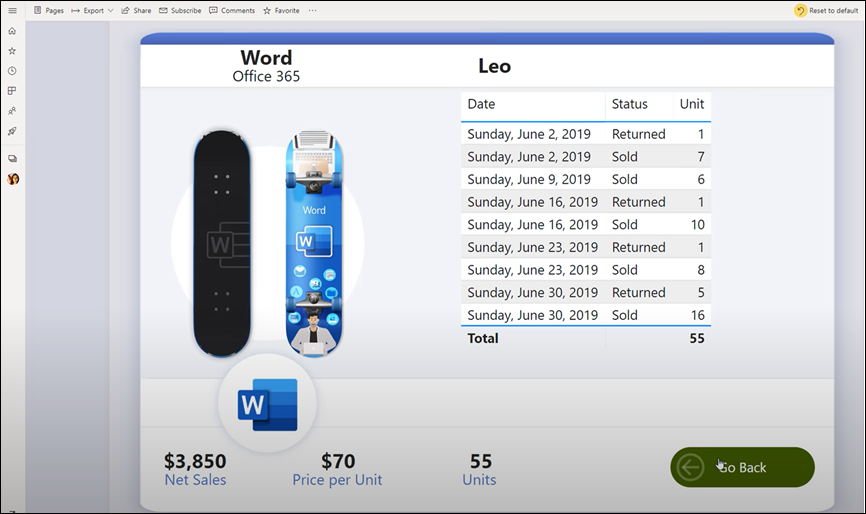 Pages Export Share Subscribe Comments Favorite ··· Reset to default
Word
Office 365
Leo
Date Status Unit
Sunday, June 2, 2019 Returned 1
Sunday, June 2, 2019 Sold 7
Sunday, June 9, 2019 Sold 6
Sunday, June 16, 2019 Returned 1
Sunday, June 16, 2019 Sold 10
Sunday, June 23, 2019 Returned 1
Sunday, June 23, 2019 Sold 8
Sunday, June 30, 2019 Returned 5
Sunday, June 30, 2019 Sold 16
Total 55
Word
W
W
W
$3,850
Net Sales
$70
Price per Unit
55
Units
Go Back